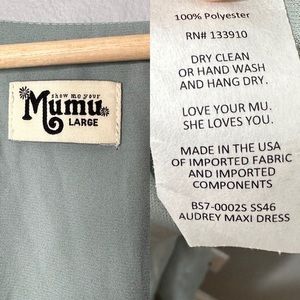 show me your
Mumu
LARGE
100% Polyester
RN# 133910
DRY CLEAN
OR HAND WASH
AND HANG DRY.
LOVE YOUR MU.
SHE LOVES YOU.
MADE IN THE USA
OF IMPORTED FABRIC
AND IMPORTED
COMPONENTS
BS7-0002S SS46
AUDREY MAXI DRESS